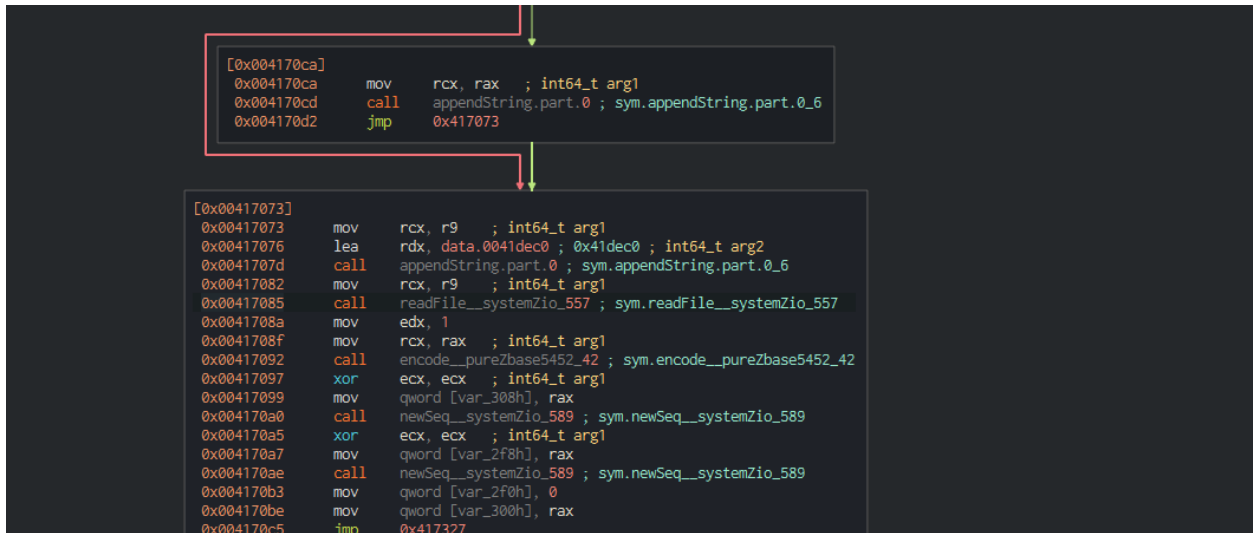 [0x004170ca]
0x004170ca mov rcx, rax ; int64_t arg1
0x004170cd call appendString.part.0 ; sym.appendString.part.0_6
0x004170d2 jmp 0x417073
[0x00417073]
0x00417073 mov rcx, r9 ; int64_t arg1
0x00417076 lea rdx, data.0041dec0 ; 0x41dec0 ; int64_t arg2
0x0041707d call appendString.part.0 ; sym.appendString.part.0_6
0x00417082 mov rcx, r9 ; int64_t arg1
0x00417085 call readFile__systemZio_557 ; sym.readFile__systemZio_557
0x0041708a mov edx, 1
0x0041708f mov rcx, rax ; int64_t arg1
0x00417092 call encode__pureZbase5452_42 ; sym.encode__pureZbase5452_42
0x00417097 xor ecx, ecx ; int64_t arg1
0x00417099 mov qword [var_308h], rax
0x004170a0 call newSeq__systemZio_589 ; sym.newSeq__systemZio_589
0x004170a5 xor ecx, ecx ; int64_t arg1
0x004170a7 mov qword [var_2f8h], rax
0x004170ae call newSeq__systemZio_589 ; sym.newSeq__systemZio_589
0x004170b3 mov qword [var_2f0h], 0
0x004170be mov qword [var_300h], rax
0x004170c5 jmp 0x417327